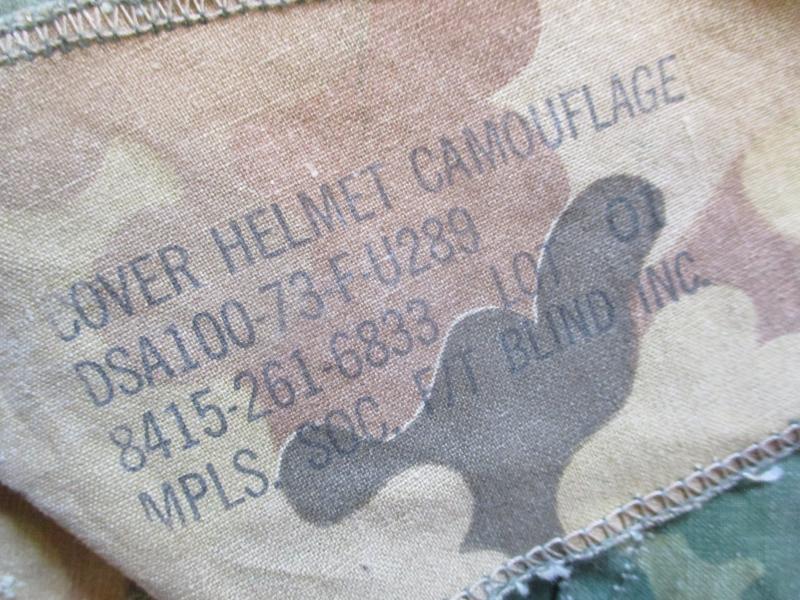 COVER HELMET CAMOUFLAGE
DSA100-73-F-U289
8415-261-6833 LOT 01
MPLS. SOC. F/T BLIND INC.